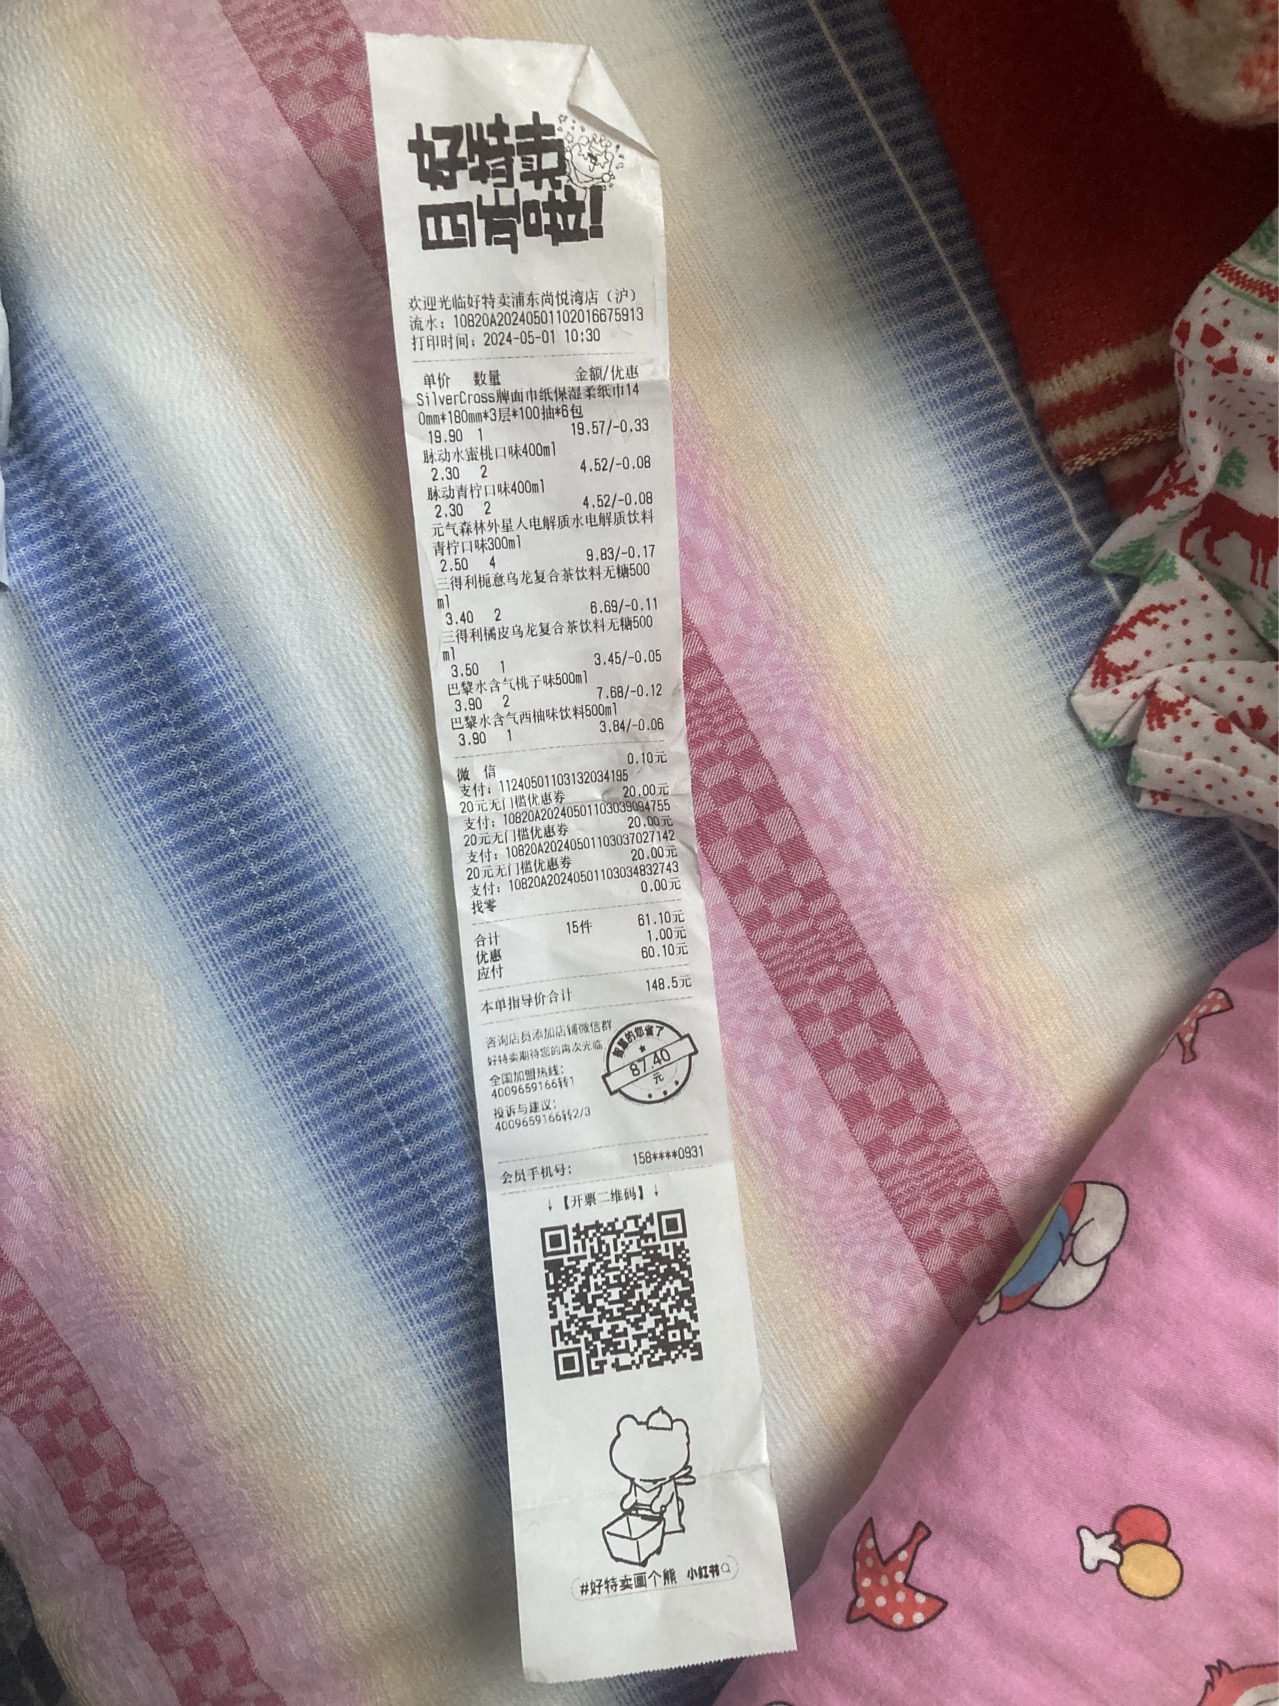 好特卖
欢迎光临好特卖浦东尚悦湾店（沪）
流水：10820A20240501102016675913
打印时间：2024-05-01 10:30
单价 数量 金额/优惠
SilverCross牌面巾纸保湿柔纸巾14
0mm*180mm*3层*100抽*6包
19.90 1 19.57/-0.33
脉动水蜜桃口味400ml
2.30 2 4.52/-0.08
脉动青柠口味400ml
2.30 2 4.52/-0.08
元气森林外星人电解质水电解质饮料
青柠口味300ml
2.50 4 9.83/-0.17
三得利栀意乌龙复合茶饮料无糖500
ml
3.40 2 6.69/-0.11
三得利橘皮乌龙复合茶饮料无糖500
ml
3.50 1 3.45/-0.05
巴黎水含气桃子味500ml
3.90 2 7.68/-0.12
巴黎水含气西柚味饮料500ml
3.90 1 3.84/-0.06
微 信 0.10元
支付：11240501103132034195
20元无门槛优惠券 20.00元
支付：10820A20240501103039094755
20元无门槛优惠券 20.00元
支付：10820A20240501103037027142
20元无门槛优惠券 20.00元
支付：10820A20240501103034832743
找零 0.00元
合计 15件 61.10元
优惠 1.00元
应付 60.10元
本单指导价合计 148.5元
咨询店员添加店铺微信群
好特卖期待您的再次光临
全国加盟热线：
4009659166转1
投诉与建议：
4009659166转2/3
87.40
元
会员手机号： 158****0931
↓【开票二维码】↓
#好特卖画个熊 小红书